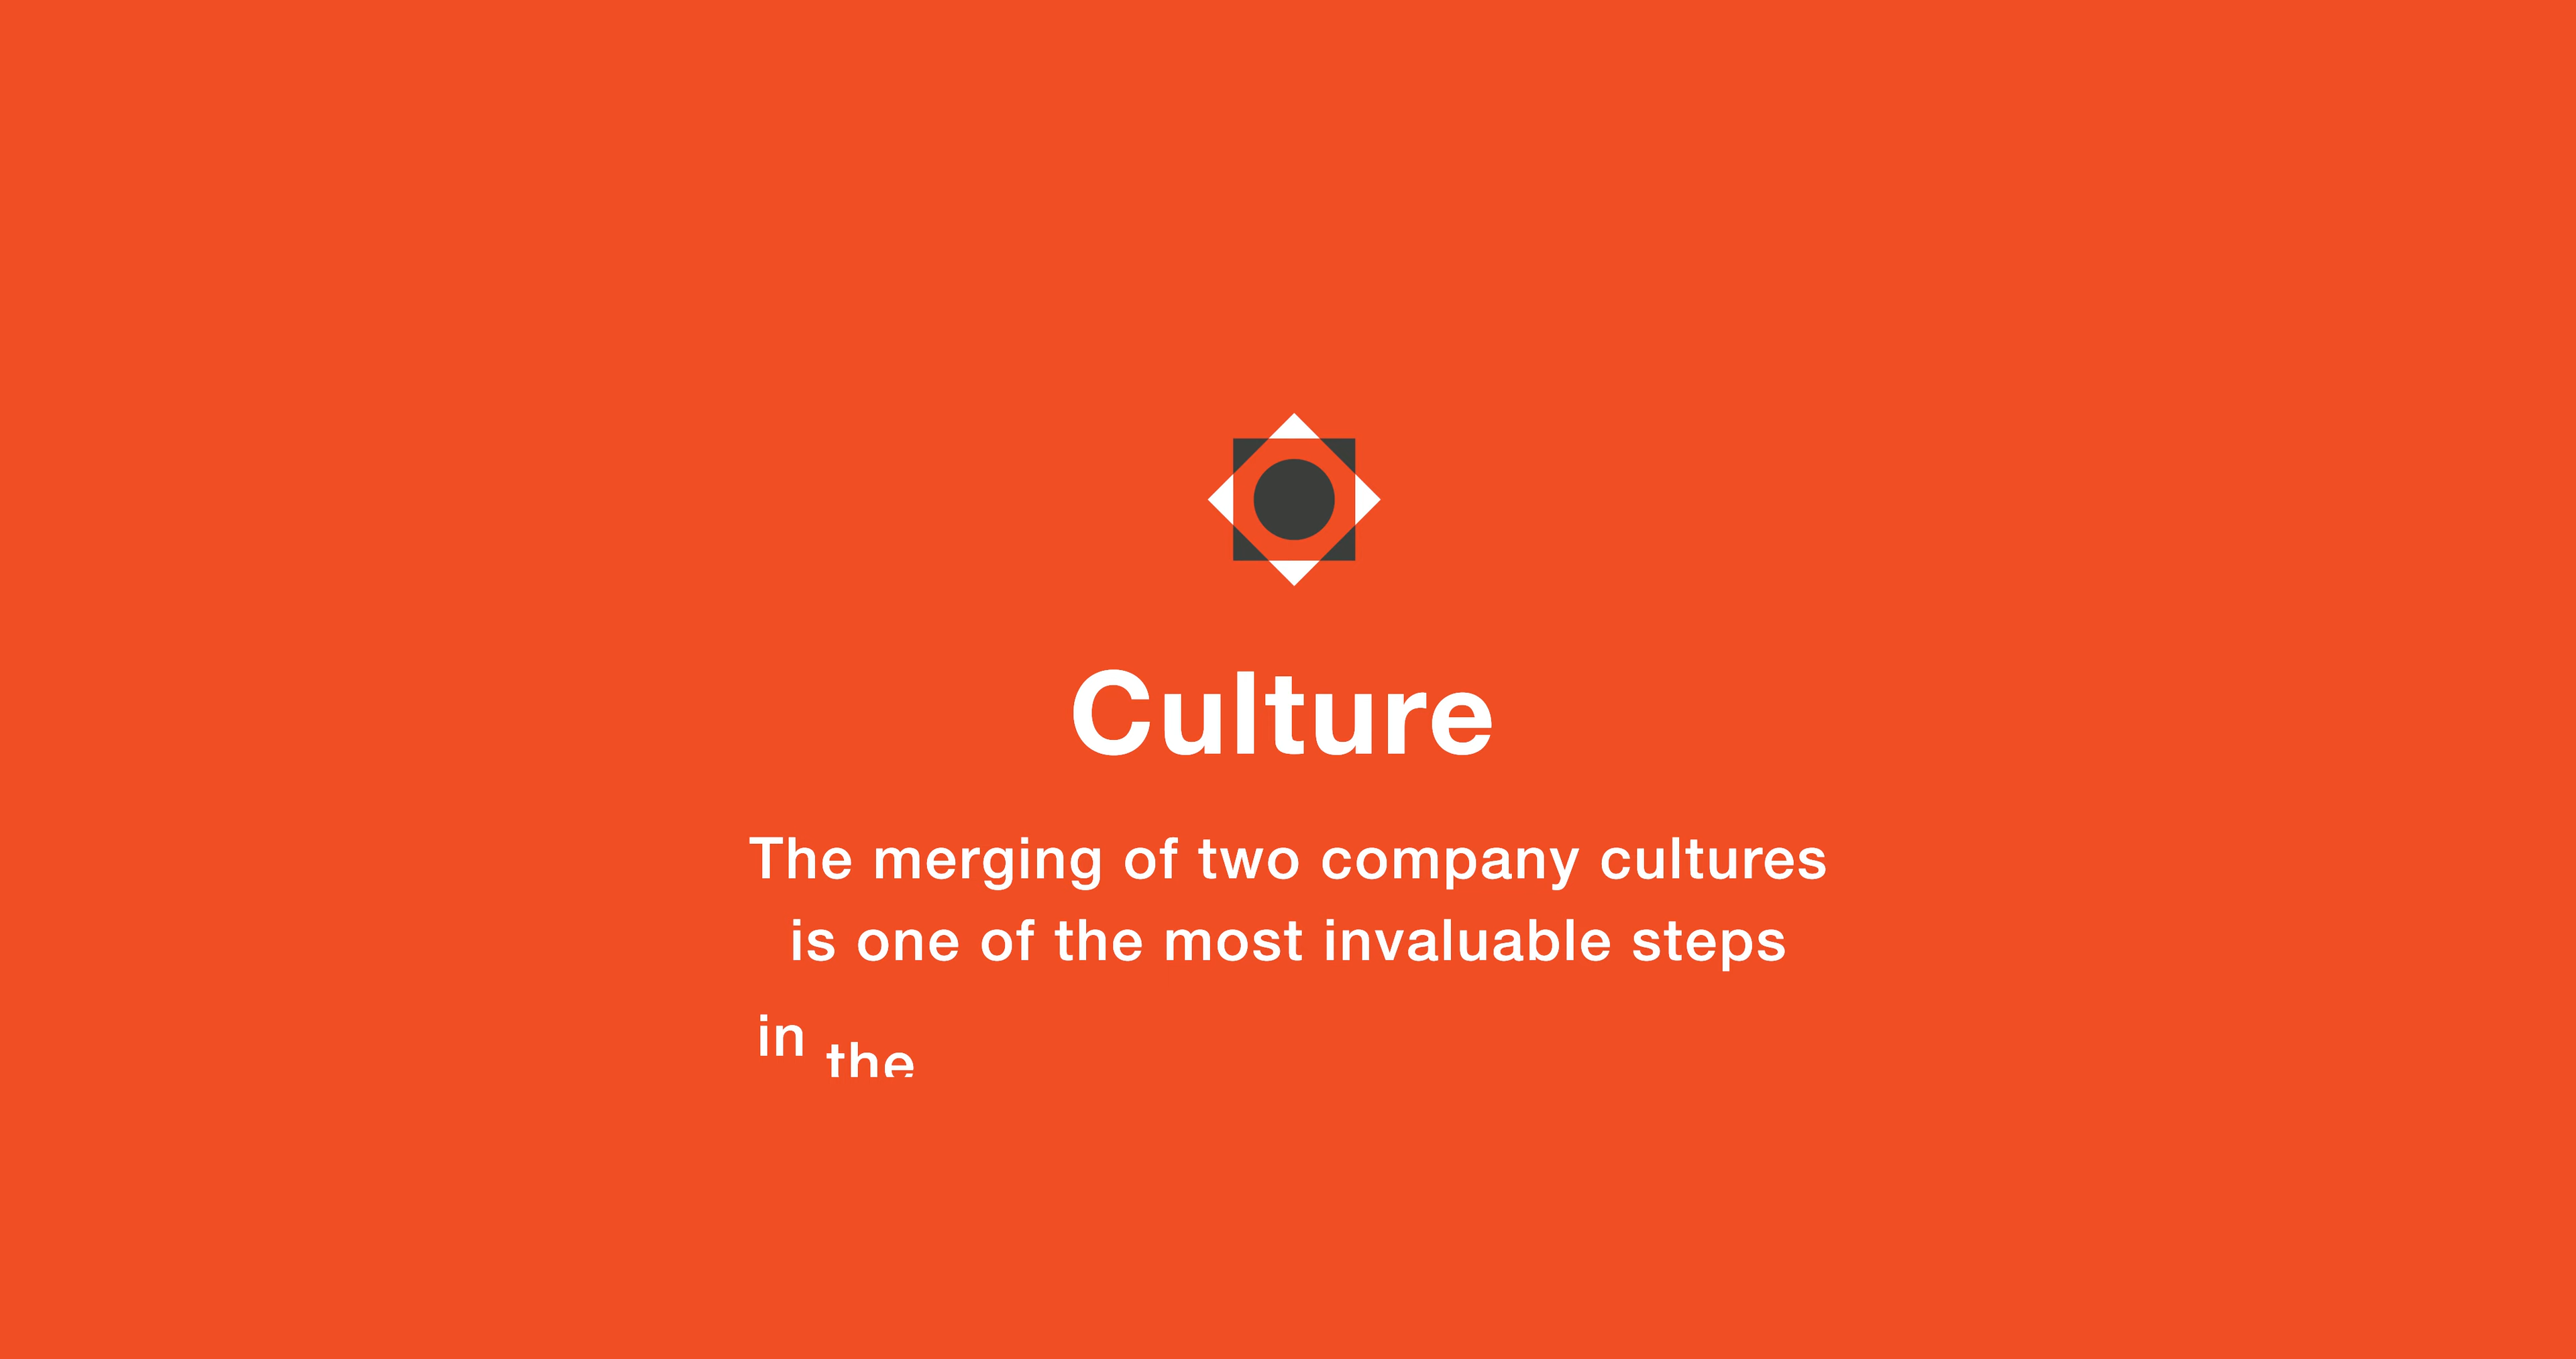 Culture
The merging of two company cultures
is one of the most invaluable steps
in the